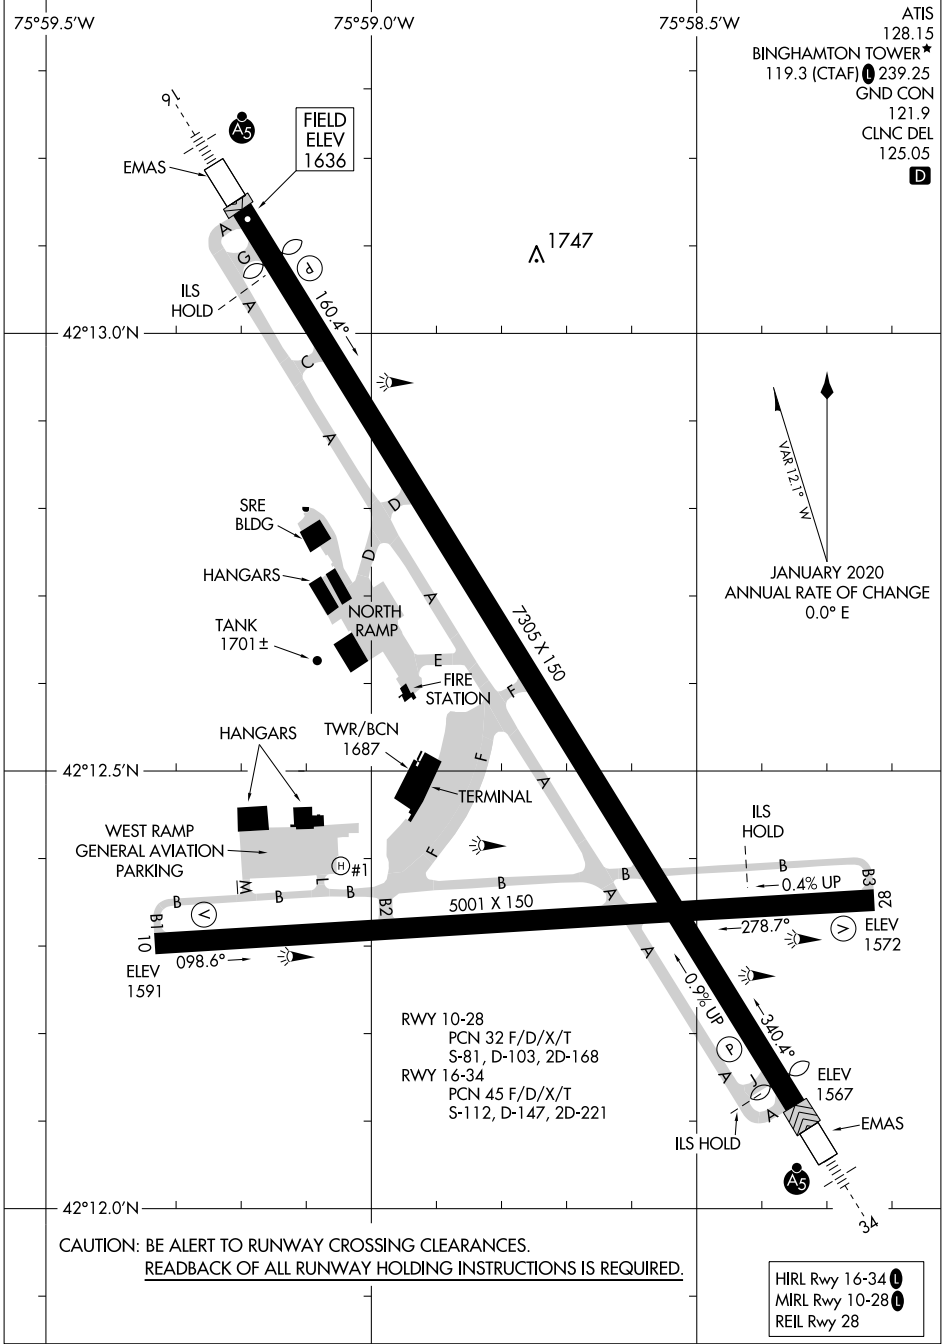 75°59.5'W
75°59.0'W
75°58.5'W
ATIS
128.15
BINGHAMTON TOWER★
119.3 (CTAF) L 239.25
GND CON
121.9
CLNC DEL
125.05
D
16
A5
FIELD
ELEV
1636
EMAS
A
G
P
1747
ILS
HOLD
A
160.4°
42°13.0'N
C
A
VAR 12.1° W
SRE
BLDG
D
D
JANUARY 2020
ANNUAL RATE OF CHANGE
0.0° E
HANGARS
NORTH
RAMP
A
7305 X 150
TANK
1701±
E
FIRE
STATION
F
HANGARS
TWR/BCN
1687
F
42°12.5'N
TERMINAL
A
ILS
HOLD
WEST RAMP
GENERAL AVIATION
PARKING
F
H #1
B
B
B3
M
L
B
B
B
B
0.4% UP
B1
V
B2
5001 X 150
A
28
10
278.7°
V
ELEV
1572
098.6°
ELEV
1591
A
0.9% UP
340.4°
RWY 10-28
PCN 32 F/D/X/T
S-81, D-103, 2D-168
RWY 16-34
PCN 45 F/D/X/T
S-112, D-147, 2D-221
P
A
J
A
ELEV
1567
ILS HOLD
EMAS
A5
34
42°12.0'N
CAUTION: BE ALERT TO RUNWAY CROSSING CLEARANCES.
READBACK OF ALL RUNWAY HOLDING INSTRUCTIONS IS REQUIRED.
HIRL Rwy 16-34 L
MIRL Rwy 10-28 L
REIL Rwy 28